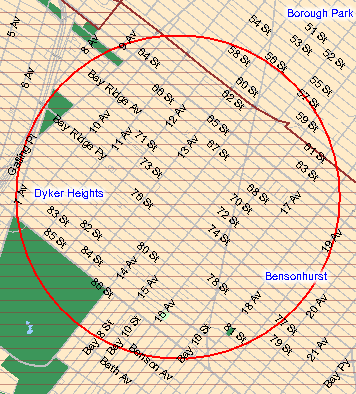 Borough Park
5 Av
54 St
51 St
8 Av
9 Av
53 St
52 St
64 St
58 St
56 St
6 Av
Bay Ridge Av
55 St
66 St
60 St
62 St
57 St
10 Av
12 Av
59 St
Bay Ridge Py
11 Av
71 St
65 St
13 Av
67 St
61 St
Gatling Pl
73 St
63 St
7 Av
Dyker Heights
76 St
68 St
70 St
17 Av
83 St
82 St
72 St
85 St
74 St
19 Av
84 St
80 St
14 Av
Bensonhurst
86 St
15 Av
78 St
16 Av
18 Av
20 Av
Bay 8 St
Bay 10 St
Bay 16 St
81 St
77 St
79 St
21 Av
Benson Av
Bath Av
Bay Py